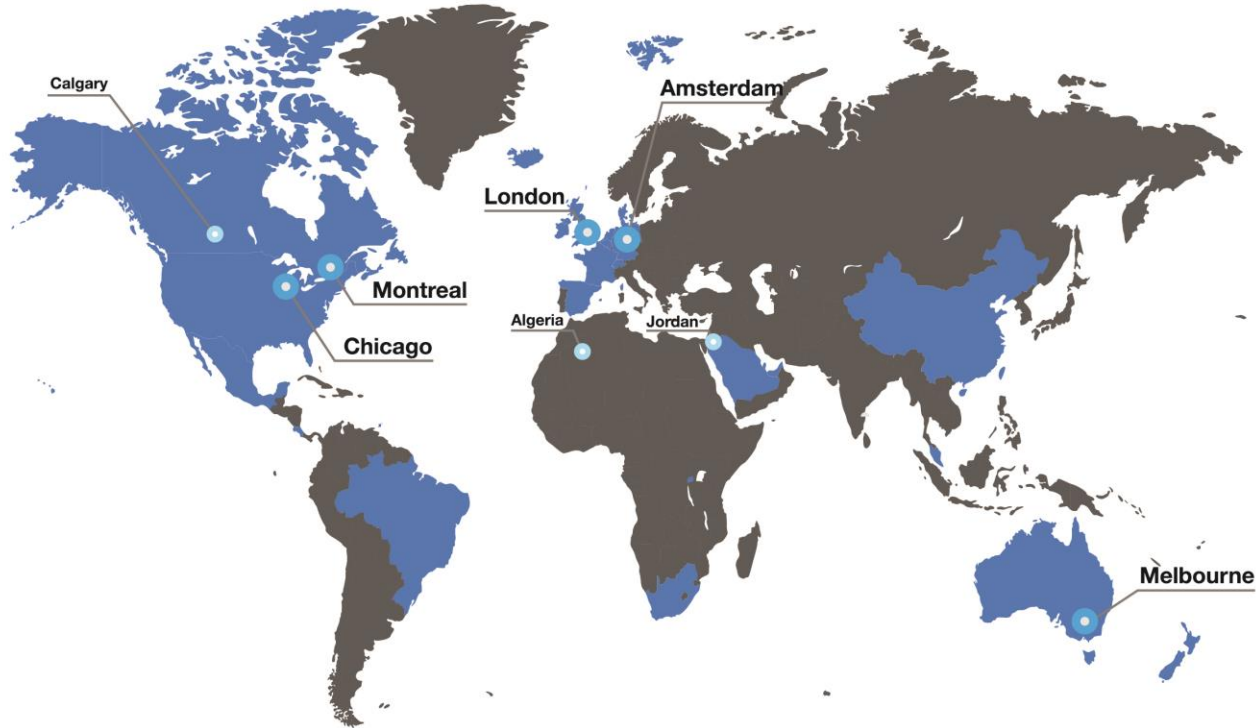 Calgary
Amsterdam
London
Montreal
Algeria
Jordan
Chicago
Melbourne